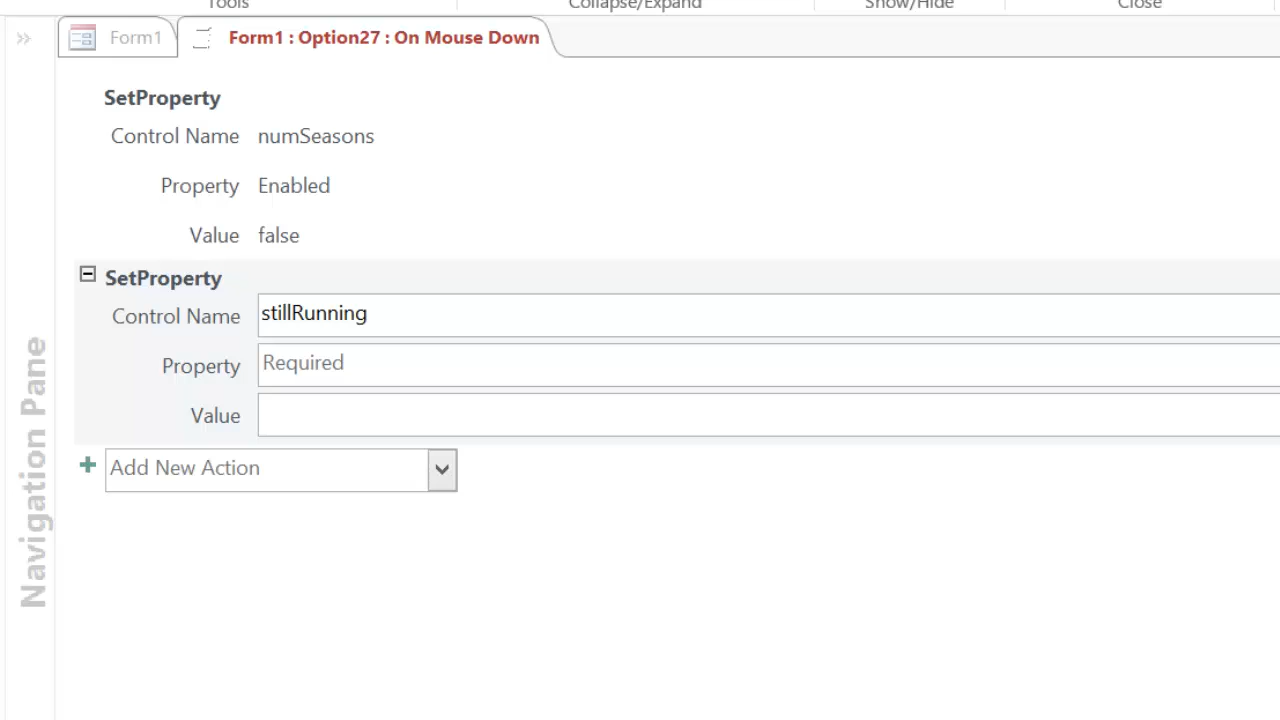 Tools Collapse/Expand Show/Hide Close
Form1 Form1 : Option27 : On Mouse Down
SetProperty
Control Name numSeasons
Property Enabled
Value false
SetProperty
Control Name stillRunning
Property Required
Value
Add New Action
Navigation Pane